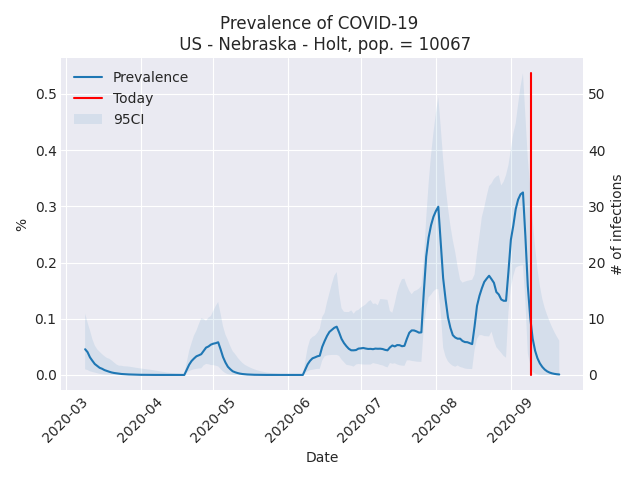 Prevalence of COVID-19
US - Nebraska - Holt, pop. = 10067
Prevalence
Today
95CI
0.5
0.4
0.3
0.2
0.1
0.0
%
50
40
30
20
10
0
# of infections
2020-03
2020-04
2020-05
2020-06
2020-07
2020-08
2020-09
Date